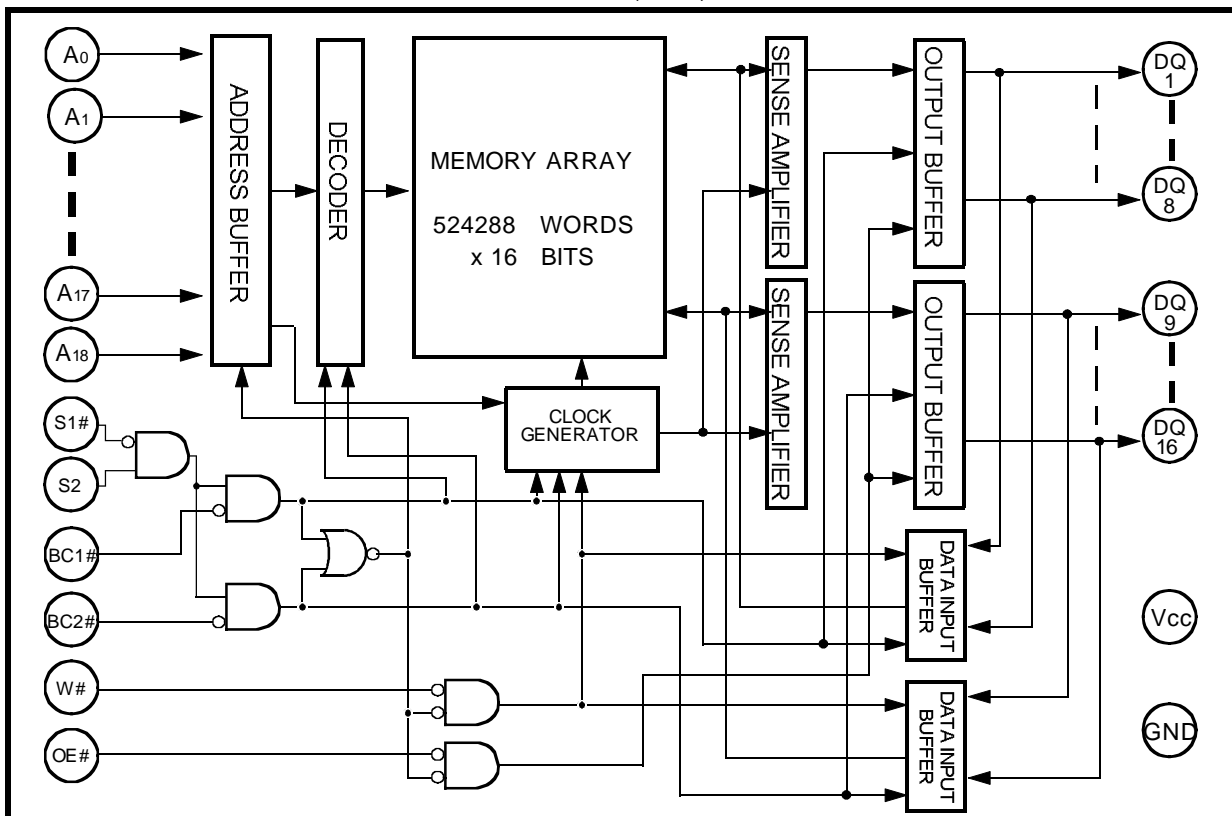 A0
A1
A17
A18
S1#
S2
BC1#
BC2#
W#
OE#
ADDRESS BUFFER
DECODER
MEMORY ARRAY
524288 WORDS
x 16 BITS
CLOCK
GENERATOR
SENSE AMPLIFIER
SENSE AMPLIFIER
OUTPUT BUFFER
OUTPUT BUFFER
DATA INPUT
BUFFER
DATA INPUT
BUFFER
DQ
1
DQ
8
DQ
9
DQ
16
Vcc
GND